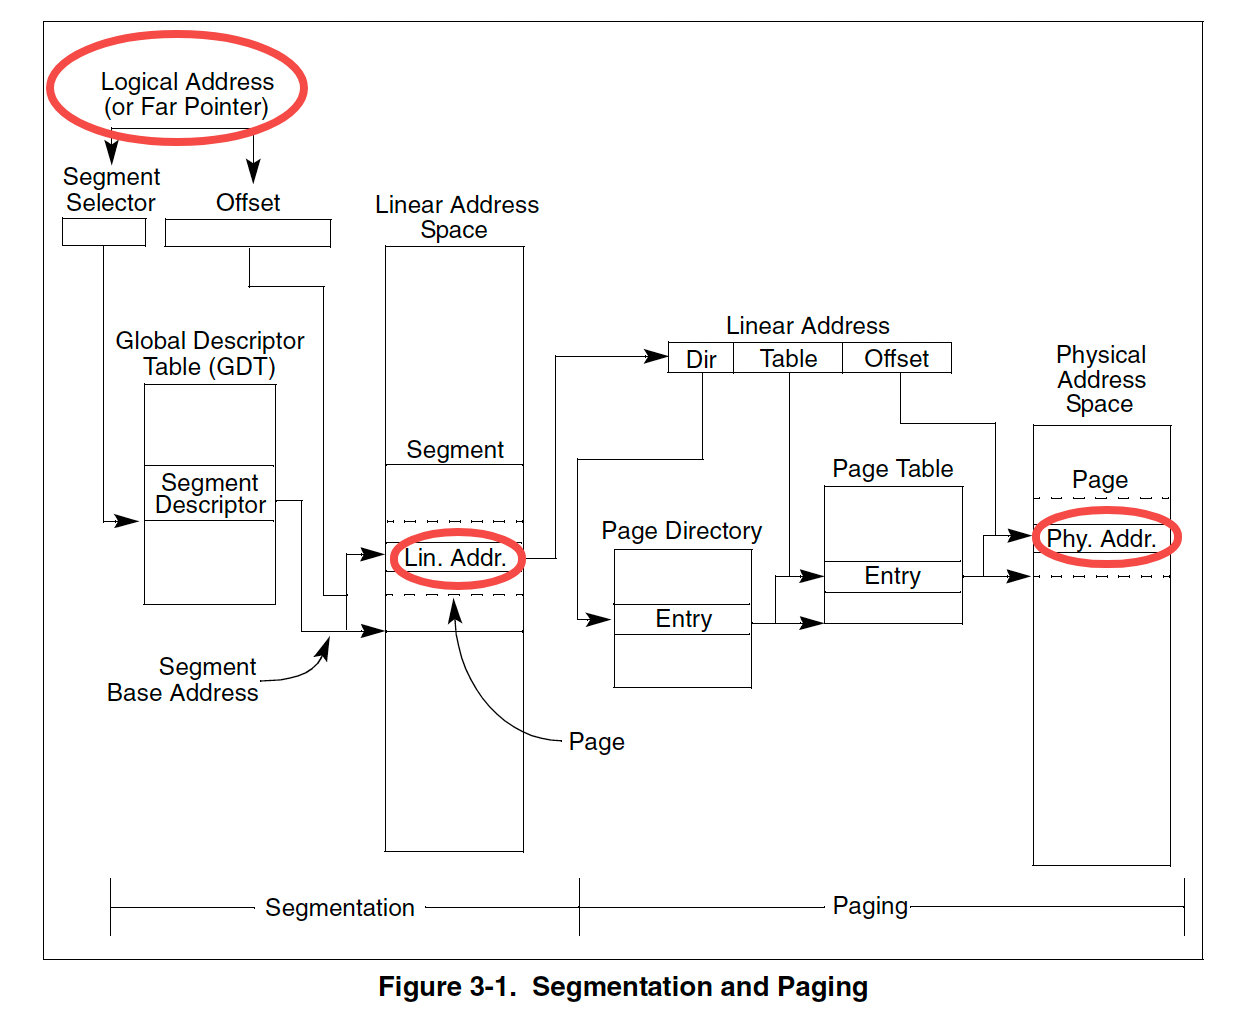 Logical Address
(or Far Pointer)
Segment
Selector
Offset
Linear Address
Space
Global Descriptor
Table (GDT)
Segment
Descriptor
Segment
Lin. Addr.
Segment
Base Address
Page
Linear Address
Dir
Table
Offset
Page Directory
Entry
Page Table
Entry
Physical
Address
Space
Page
Phy. Addr.
Segmentation
Paging
Figure 3-1. Segmentation and Paging